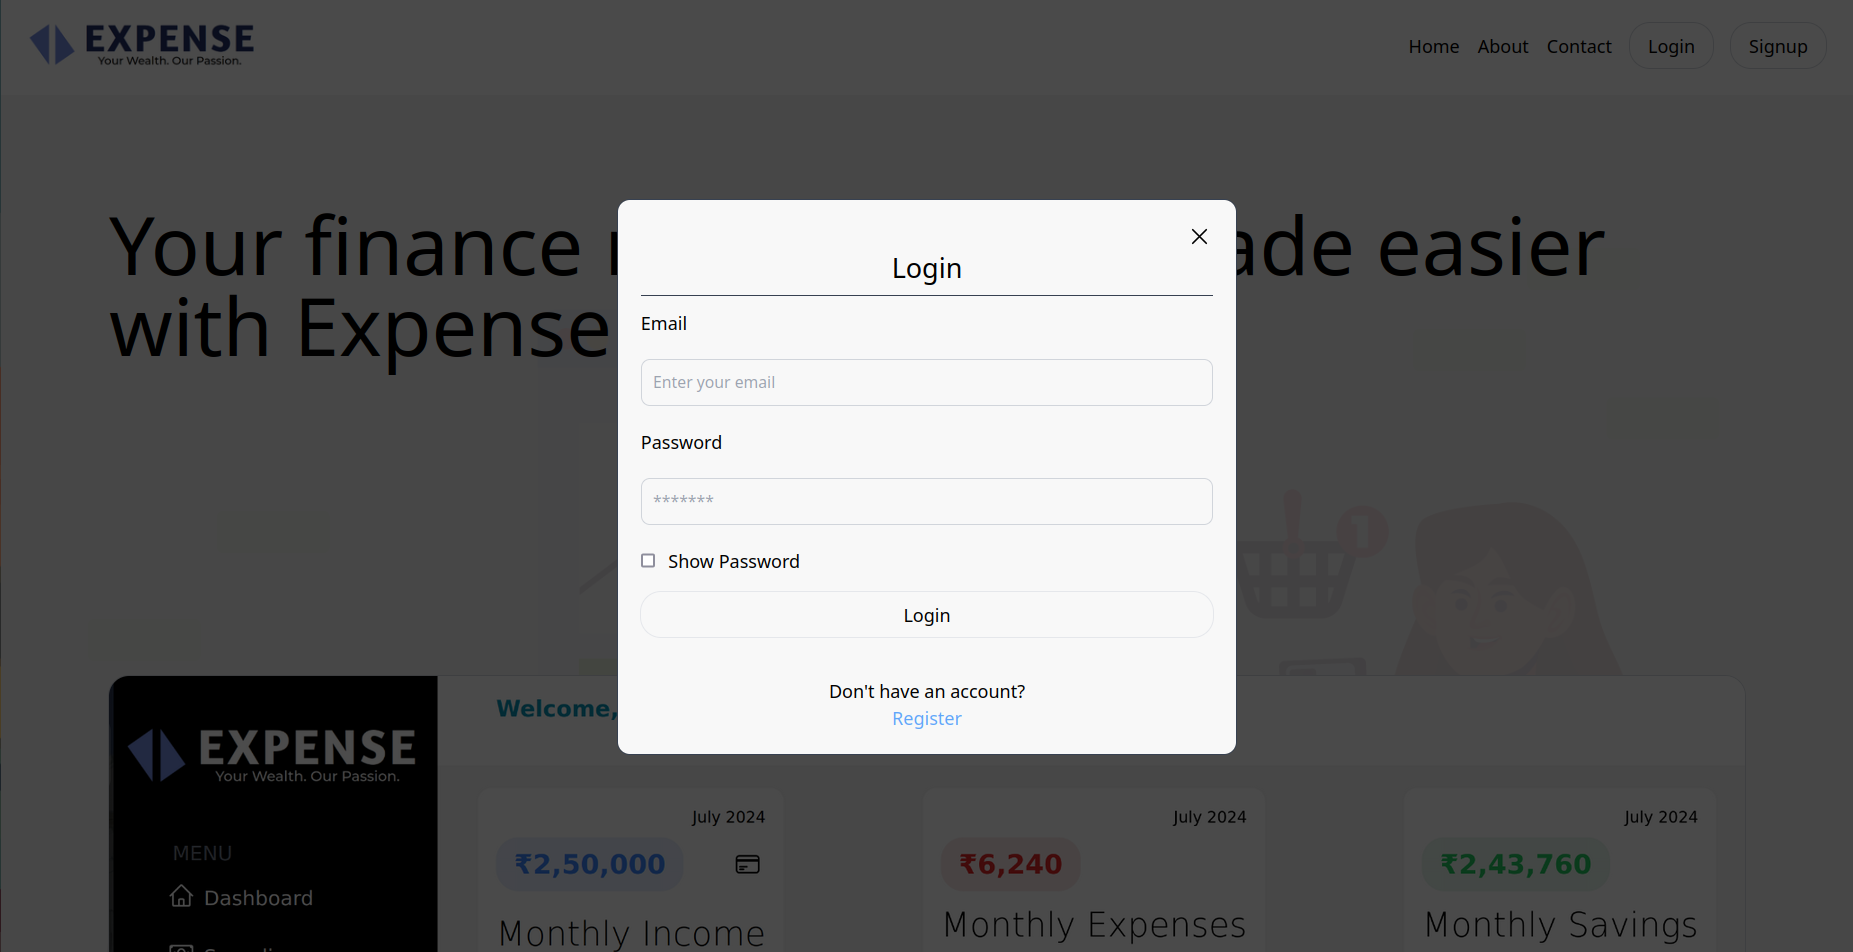 EXPENSE
Your Wealth. Our Passion.
Home About Contact Login Signup
Your finance ade easier
with Expense
Login
Email
Enter your email
Password
*******
Show Password
Login
Don't have an account?
Register
Welcome,
EXPENSE
Your Wealth. Our Passion.
MENU
Dashboard
July 2024
₹2,50,000
Monthly Income
July 2024
₹6,240
Monthly Expenses
July 2024
₹2,43,760
Monthly Savings